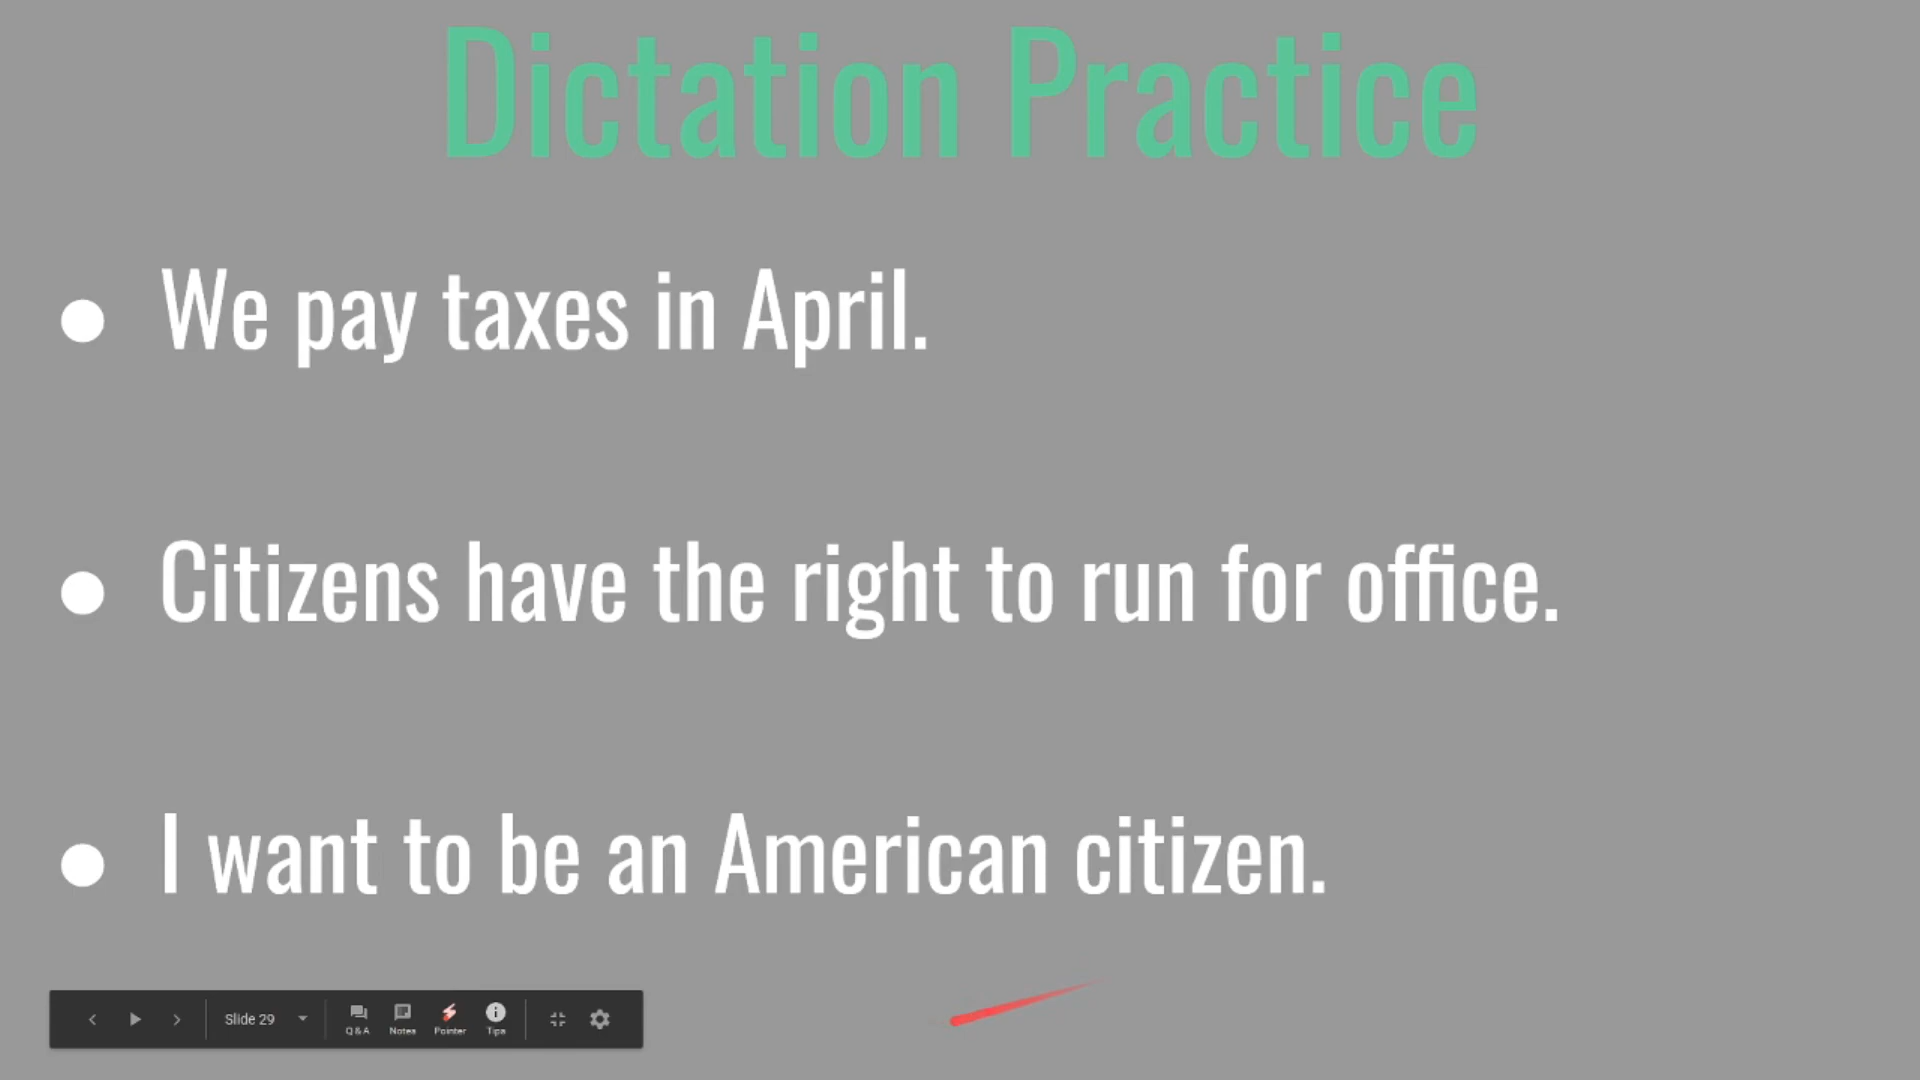 Dictation Practice
● We pay taxes in April.
● Citizens have the right to run for office.
● I want to be an American citizen.
Slide 29 Q&A Notes Pointer Tips